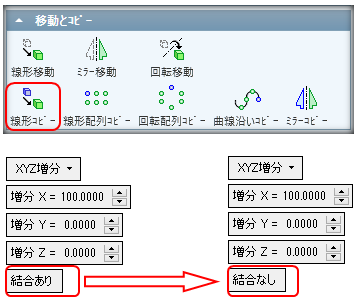 移動とコピー
線形移動 ミラー移動 回転移動
線形コピー 線形配列コピー 回転配列コピー 曲線沿いコピー ミラーコピー
XYZ増分 XYZ増分
増分 X = 100.0000 増分 X = 100.0000
増分 Y = 0.0000 増分 Y = 0.0000
増分 Z = 0.0000 増分 Z = 0.0000
結合あり 結合なし